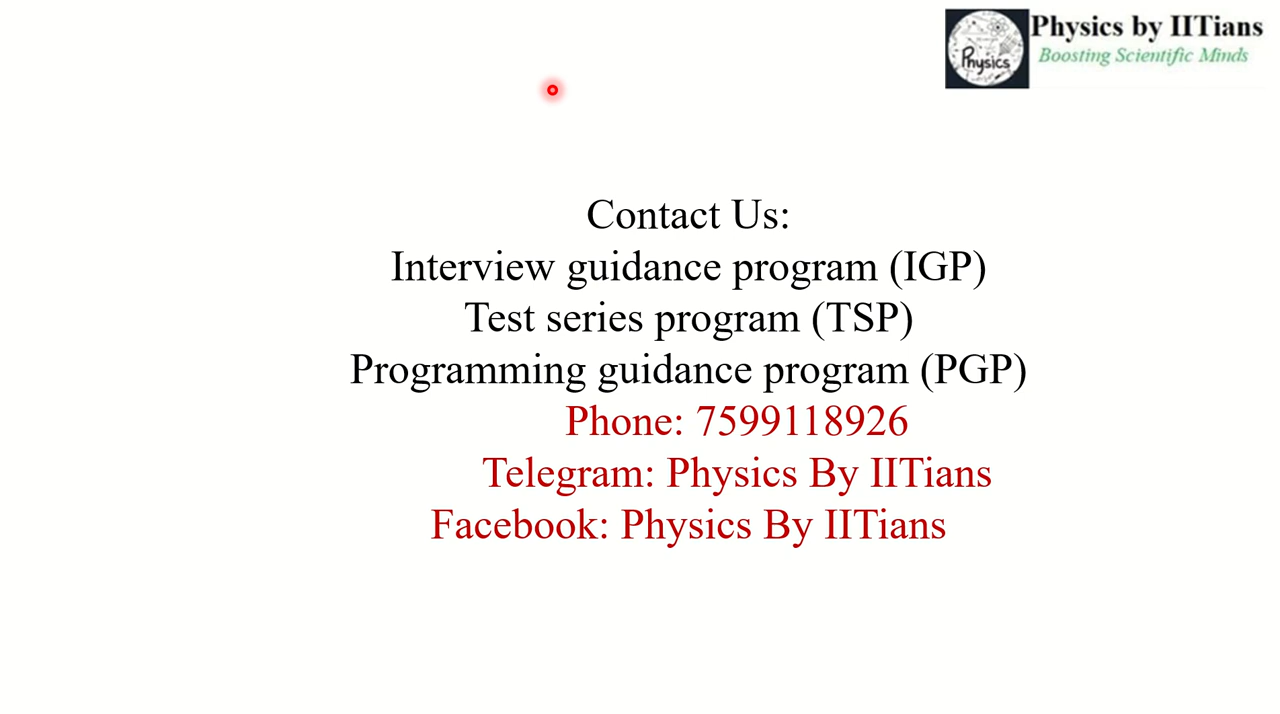 Physics by IITians
Boosting Scientific Minds
Physics
Contact Us:
Interview guidance program (IGP)
Test series program (TSP)
Programming guidance program (PGP)
Phone: 7599118926
Telegram: Physics By IITians
Facebook: Physics By IITians